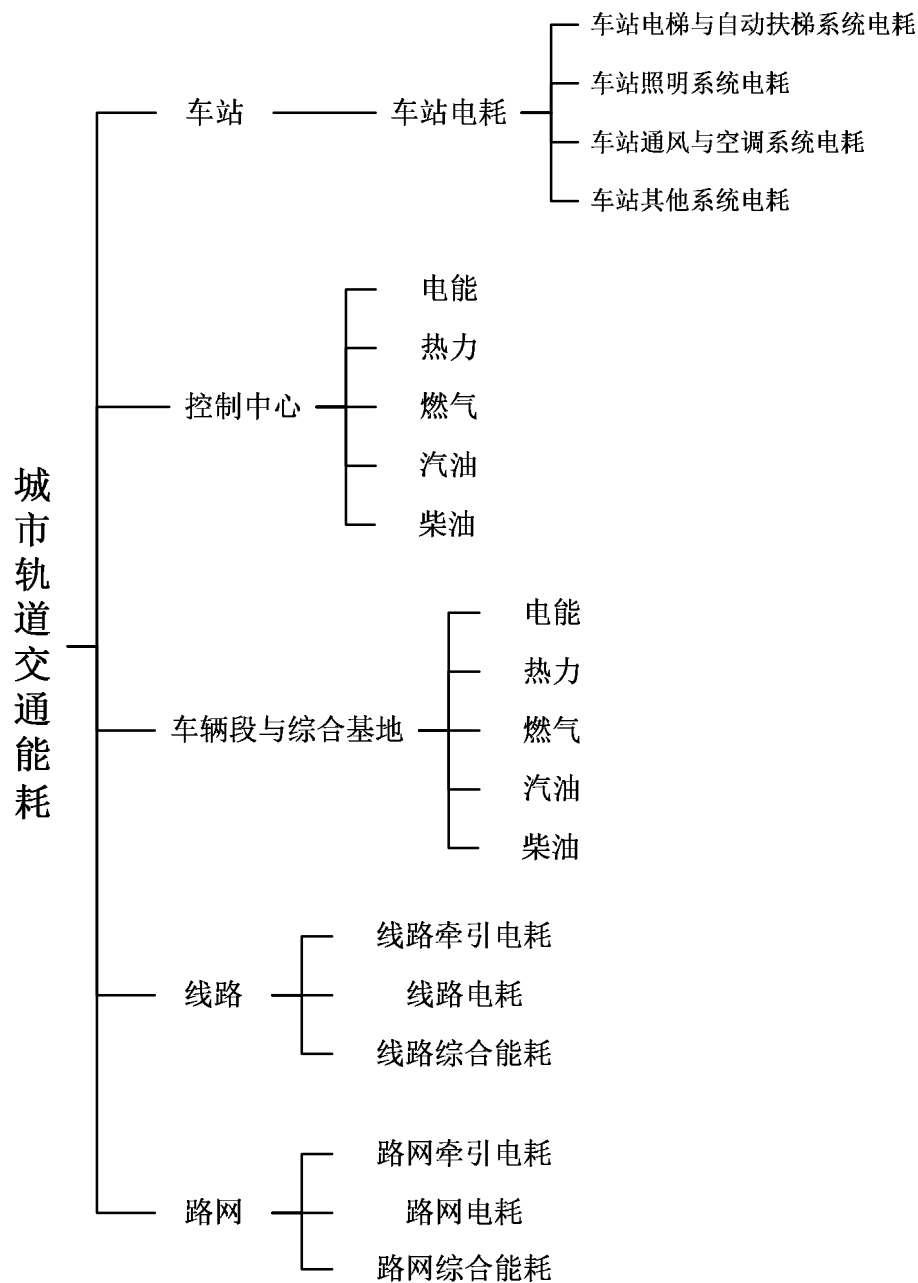 城市轨道交通能耗
车站
车站电耗
车站电梯与自动扶梯系统电耗
车站照明系统电耗
车站通风与空调系统电耗
车站其他系统电耗
控制中心
电能
热力
燃气
汽油
柴油
车辆段与综合基地
电能
热力
燃气
汽油
柴油
线路
线路牵引电耗
线路电耗
线路综合能耗
路网
路网牵引电耗
路网电耗
路网综合能耗